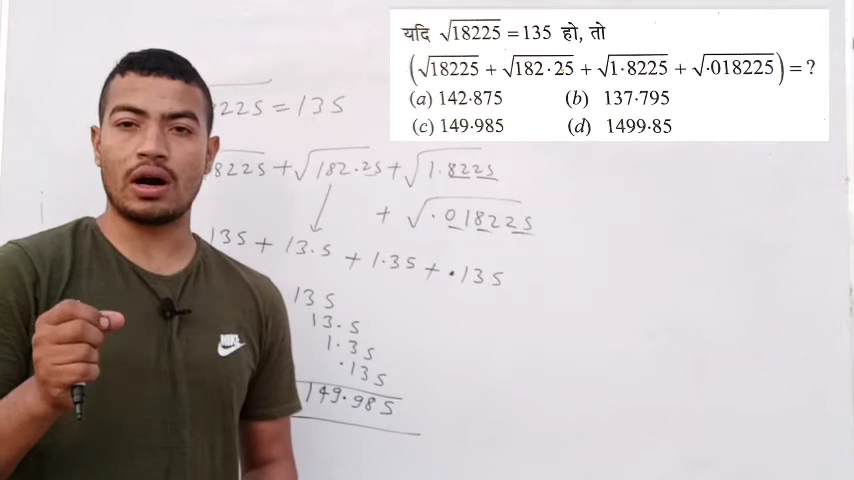 यदि √18225 = 135 हो, तो
(√18225 + √182·25 + √1·8225 + √·018225) = ?
(a) 142·875 (b) 137·795
(c) 149·985 (d) 1499·85
225 = 135
8225 + √182.25 + √1.8225
+ √.018225
135 + 13.5 + 1.35 + .135
135
13.5
1.35
.135
149.985
NIKE